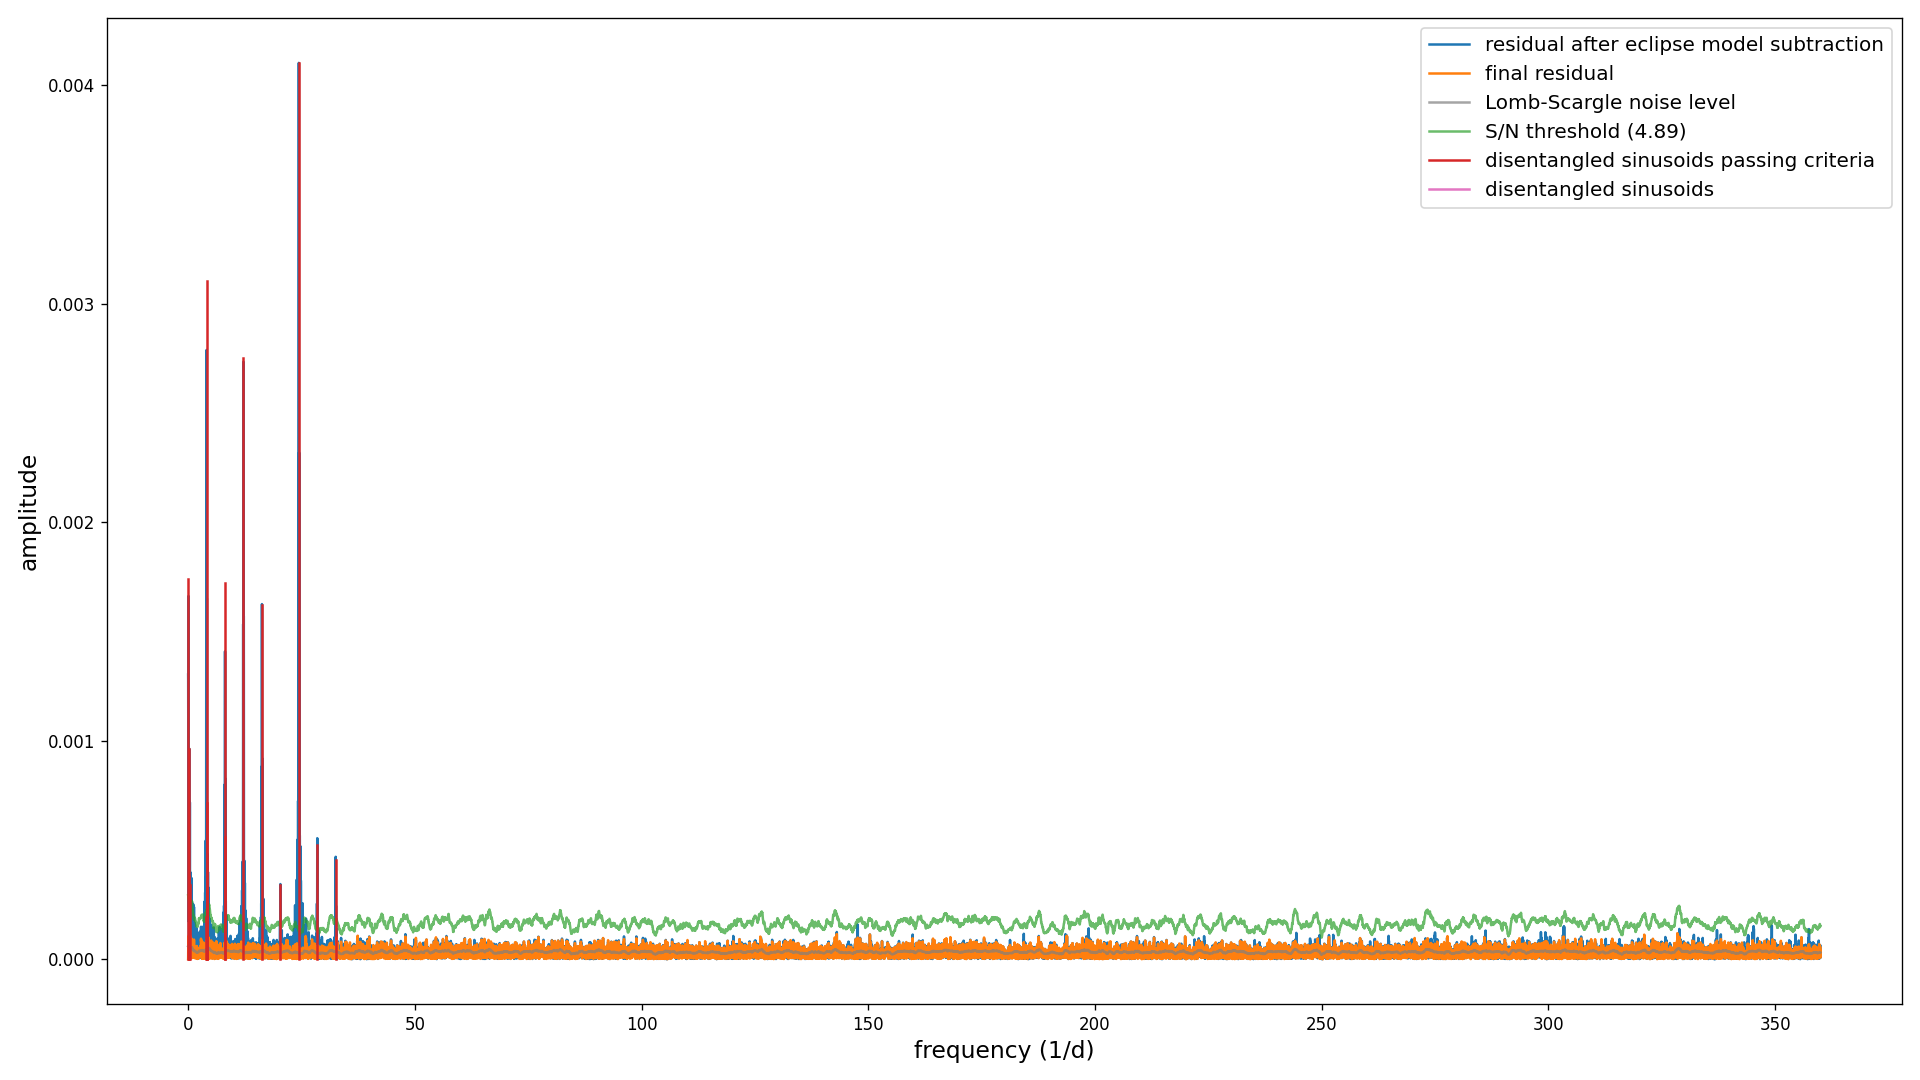 residual after eclipse model subtraction
final residual
Lomb-Scargle noise level
S/N threshold (4.89)
disentangled sinusoids passing criteria
disentangled sinusoids
0.004
0.003
0.002
0.001
0.000
amplitude
0 50 100 150 200 250 300 350
frequency (1/d)